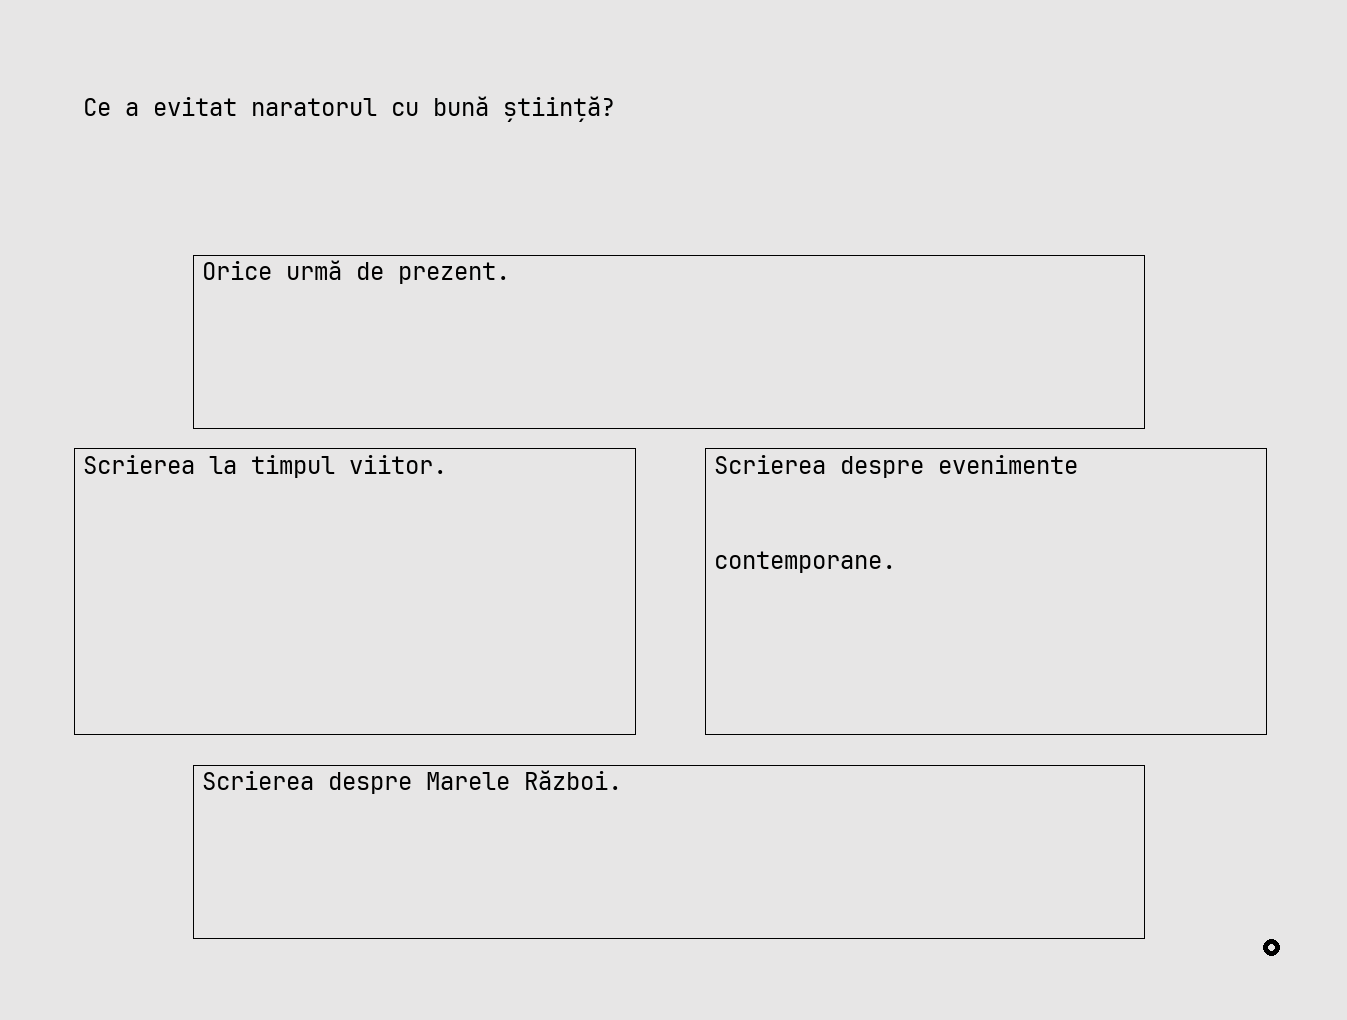 Ce a evitat naratorul cu bună știință?
Orice urmă de prezent.
Scrierea la timpul viitor.
Scrierea despre evenimente
contemporane.
Scrierea despre Marele Război.